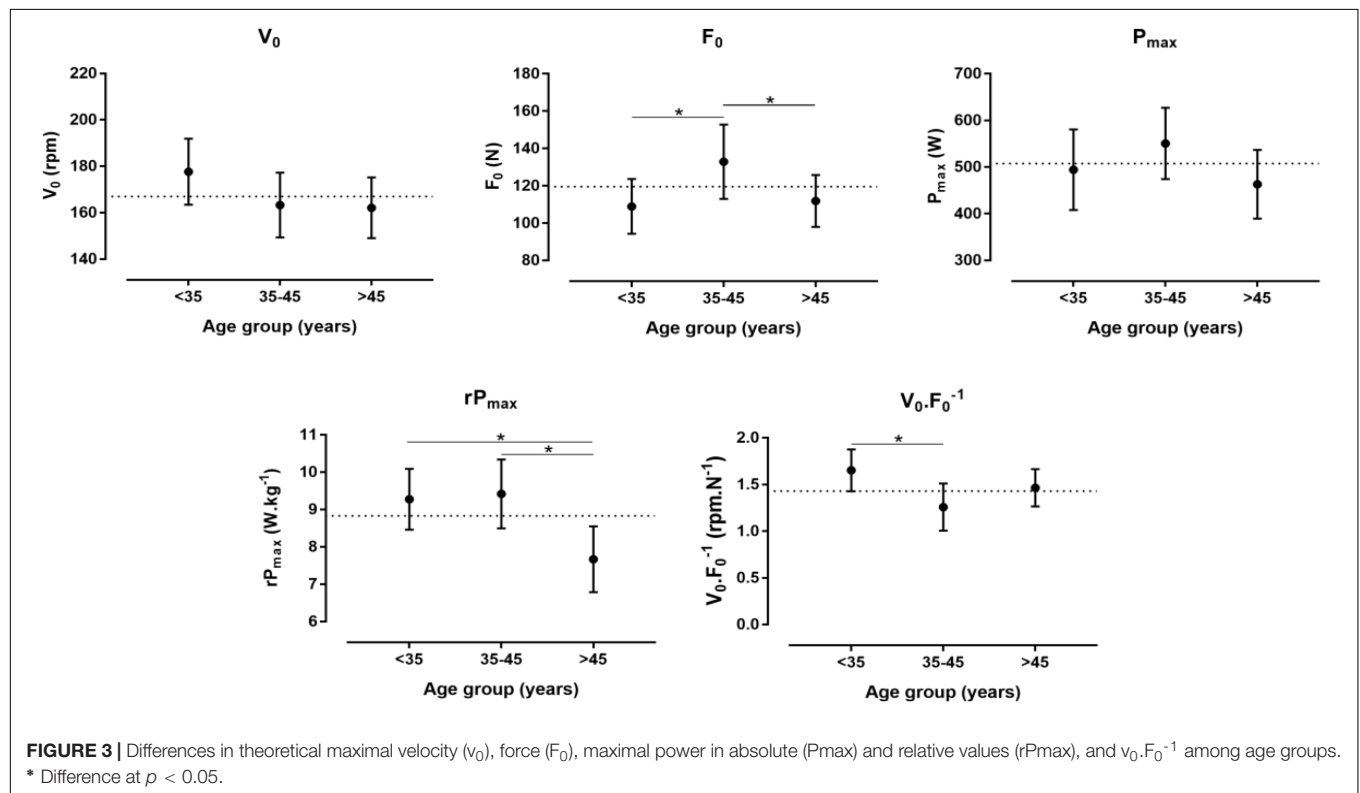 V₀
V₀ (rpm)
220
200
180
160
140
<35 35-45 >45
Age group (years)
F₀
F₀ (N)
180
160
140
120
100
80
* *
<35 35-45 >45
Age group (years)
Pmax
Pmax (W)
700
600
500
400
300
<35 35-45 >45
Age group (years)
rPmax
rPmax (W.kg⁻¹)
11
10
9
8
7
6
*
*
<35 35-45 >45
Age group (years)
V₀.F₀⁻¹
V₀.F₀⁻¹ (rpm.N⁻¹)
2.0
1.5
1.0
0.5
0.0
*
<35 35-45 >45
Age group (years)
FIGURE 3 | Differences in theoretical maximal velocity (v₀), force (F₀), maximal power in absolute (Pmax) and relative values (rPmax), and v₀.F₀⁻¹ among age groups.
* Difference at p < 0.05.